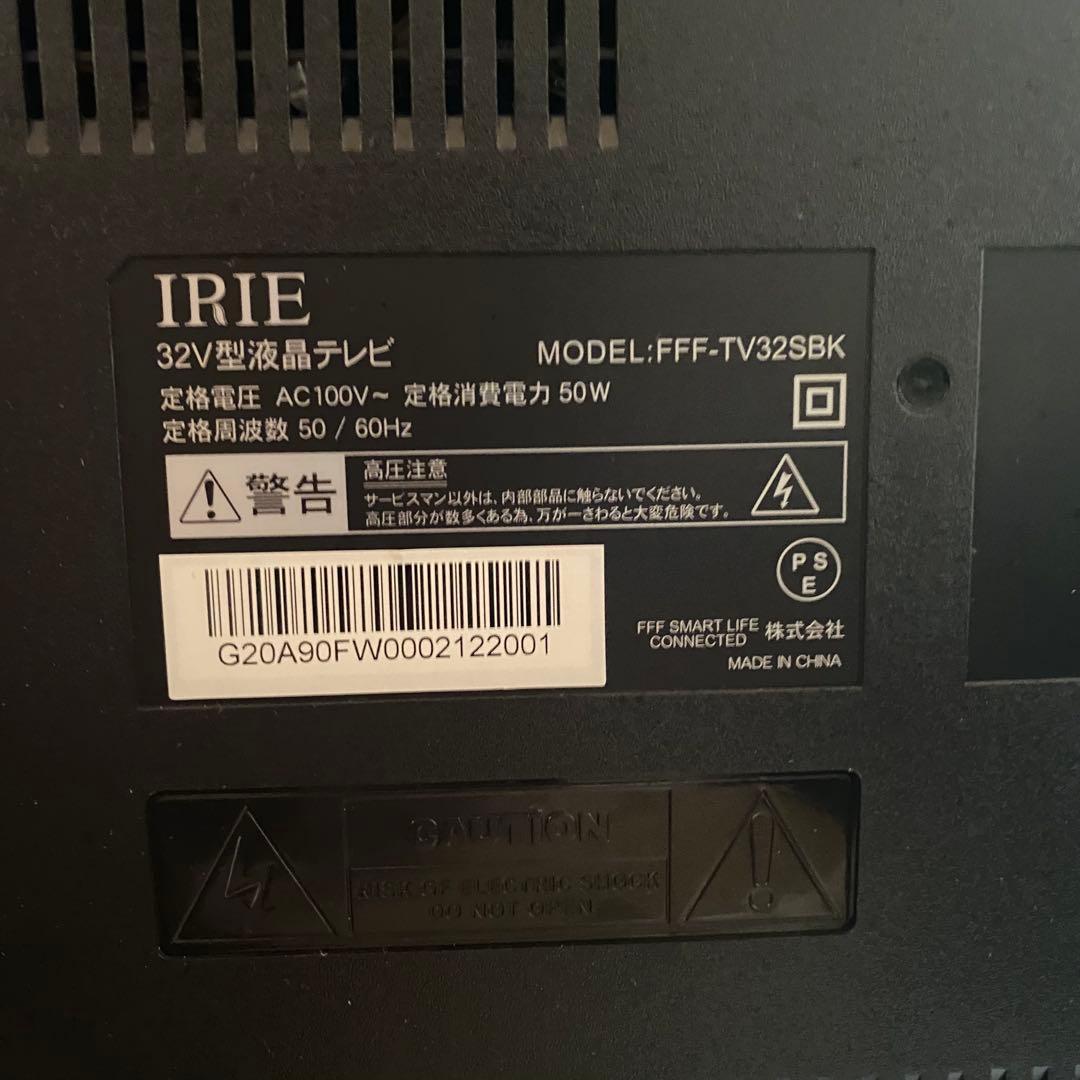 IRIE
32V型液晶テレビ
MODEL:FFF-TV32SBK
定格電圧 AC100V~ 定格消費電力 50W
定格周波数 50 / 60Hz
警告
高圧注意
サービスマン以外は、内部部品に触らないでください。
高圧部分が数多くある為、万が一さわると大変危険です。
PS
E
G20A90FW0002122001
FFF SMART LIFE
CONNECTED 株式会社
MADE IN CHINA
CAUTION
RISK OF ELECTRIC SHOCK
DO NOT OPEN